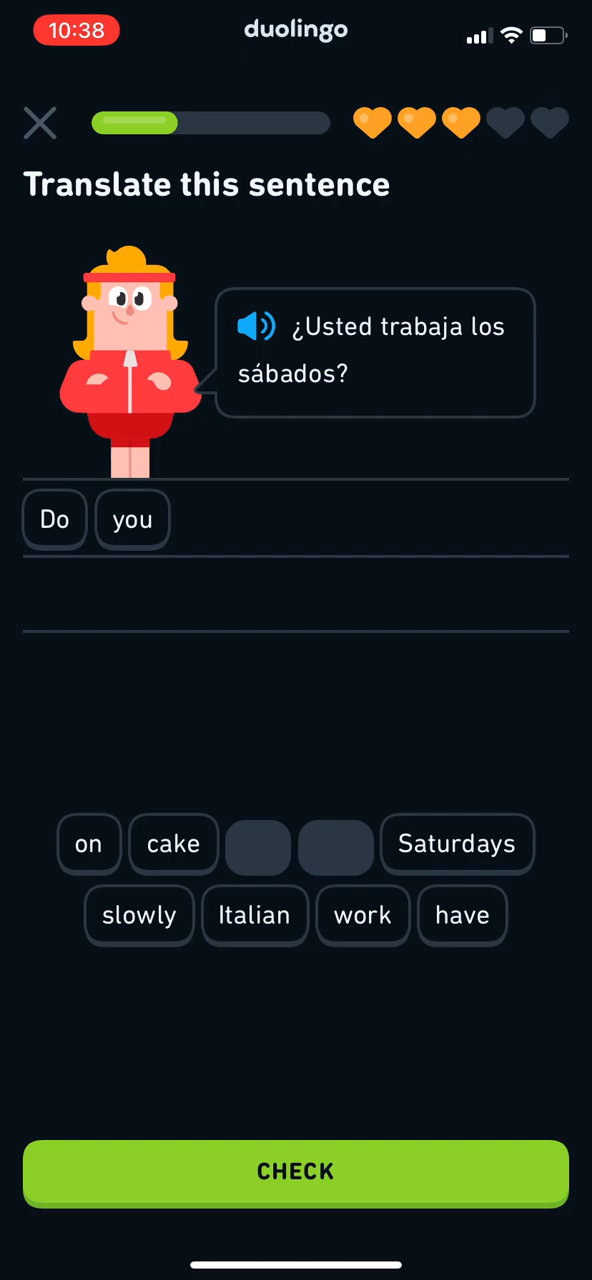 10:38 duolingo
Translate this sentence
¿Usted trabaja los
sábados?
Do you
on cake Saturdays
slowly Italian work have
CHECK